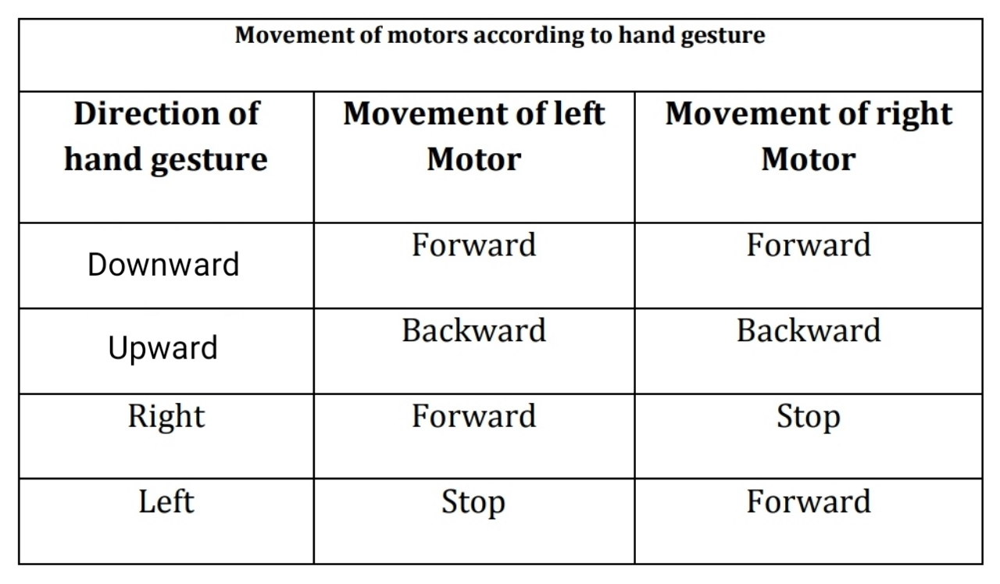 Movement of motors according to hand gesture
Direction of
hand gesture
Movement of left
Motor
Movement of right
Motor
Downward
Forward
Forward
Upward
Backward
Backward
Right
Forward
Stop
Left
Stop
Forward